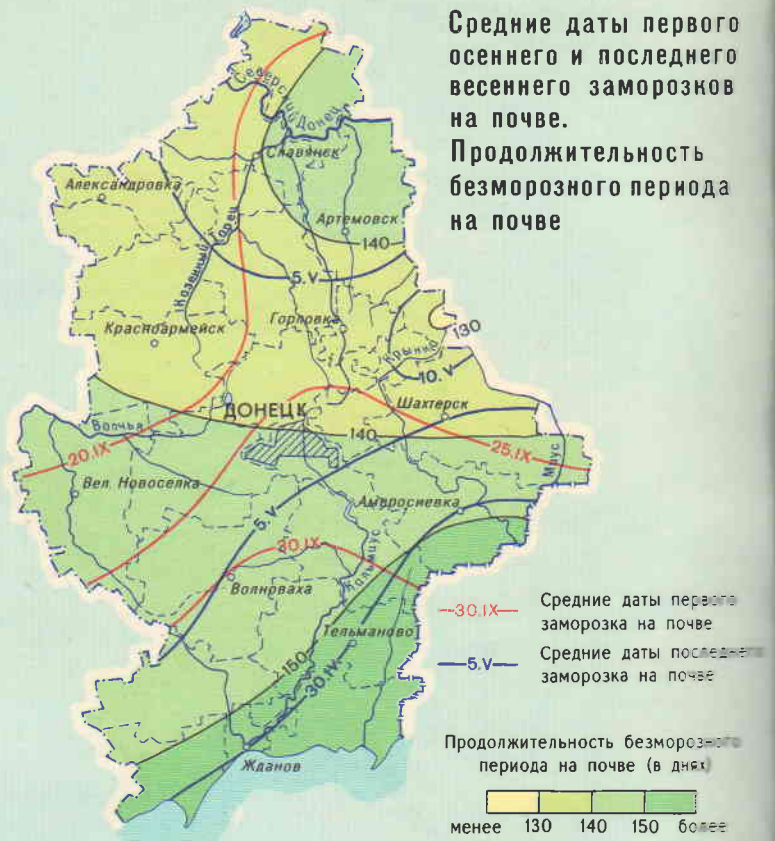 Средние даты первого
осеннего и последнего
весеннего заморозков
на почве.
Продолжительность
безморозного периода
на почве
Северский Донец
Славянск
Александровка
Артемовск
140
Казенный Торец
5.V
Красноармейск
Горловка
130
Крынка
10.V
Шахтерск
ДОНЕЦК
Волчья
140
20.IX
25.IX
Миус
Вел. Новоселка
Амвросиевка
5.V
30.IX
Кальмиус
Волноваха
Тельманово
150
30.IV
Жданов
30.IX
Средние даты первого
заморозка на почве
5.V
Средние даты последнего
заморозка на почве
Продолжительность безморозного
периода на почве (в днях)
менее 130 140 150 более